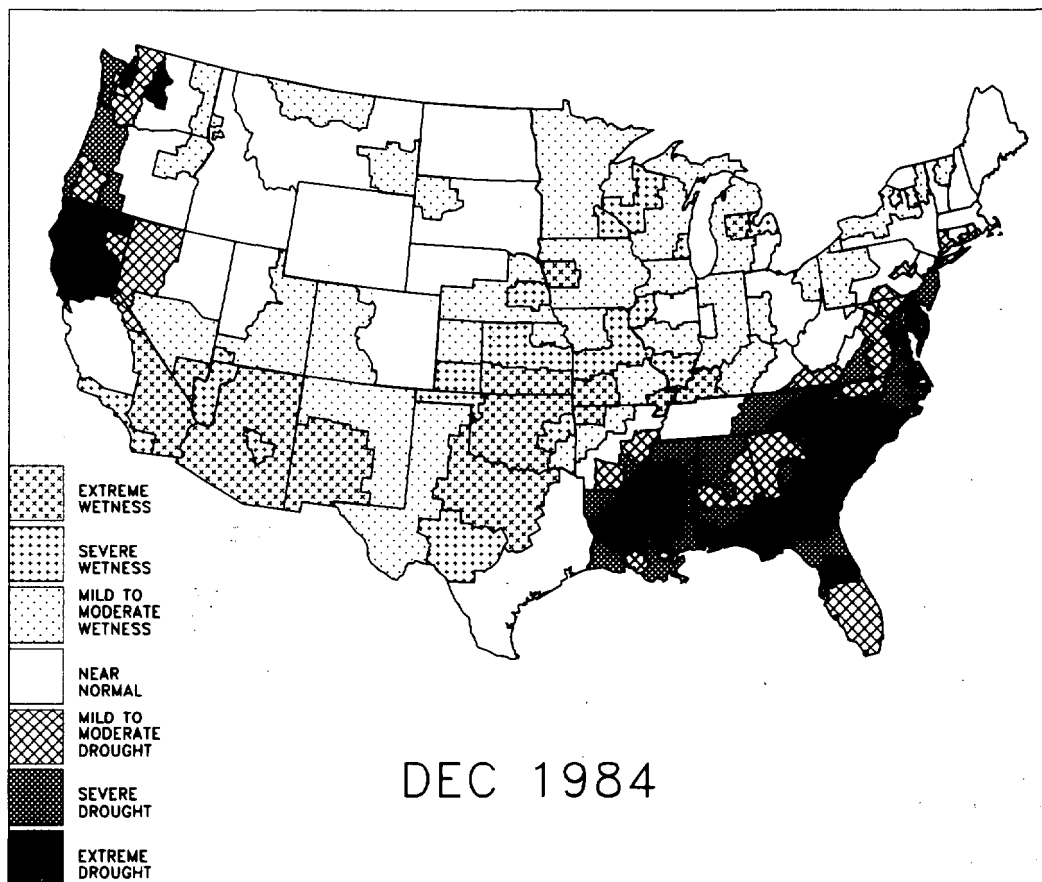 EXTREME
WETNESS
SEVERE
WETNESS
MILD TO
MODERATE
WETNESS
NEAR
NORMAL
MILD TO
MODERATE
DROUGHT
SEVERE
DROUGHT
EXTREME
DROUGHT
DEC 1984